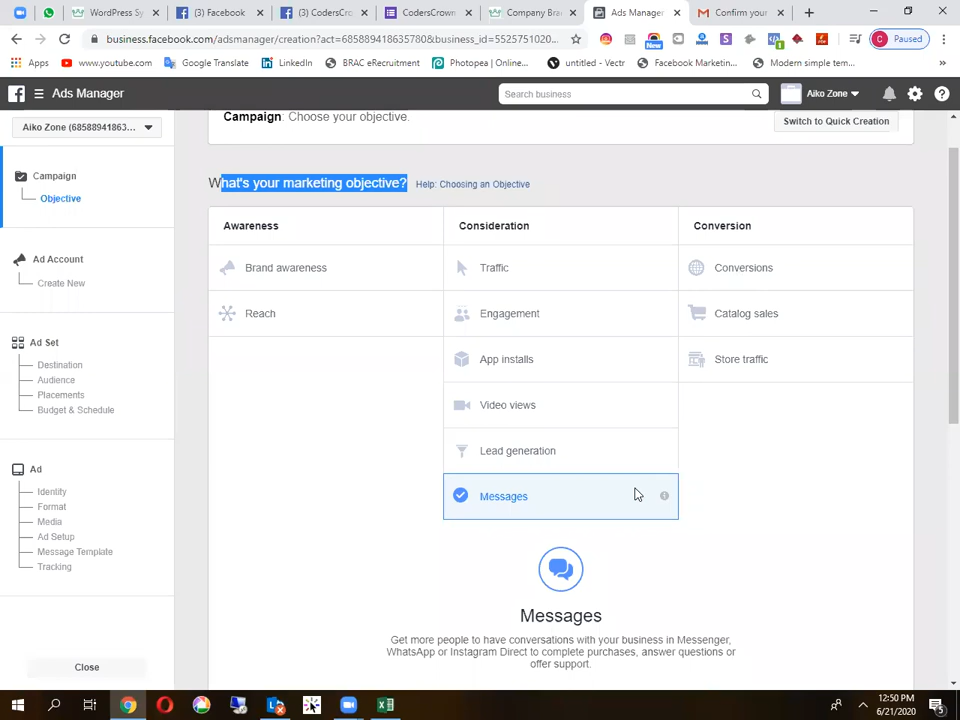 WordPress Sy
(3) Facebook
(3) CodersCro
CodersCrown
Company Bra
Ads Manager
Confirm your
business.facebook.com/adsmanager/creation?act=685889418635780&business_id=5525751020...
New
Paused
Apps
www.youtube.com
Google Translate
LinkedIn
BRAC eRecruitment
Photopea | Online...
untitled - Vectr
Facebook Marketin...
Modern simple tem...
Ads Manager
Search business
Aiko Zone
Aiko Zone (68588941863...
Campaign: Choose your objective.
Switch to Quick Creation
Campaign
Objective
Ad Account
Create New
Ad Set
Destination
Audience
Placements
Budget & Schedule
Ad
Identity
Format
Media
Ad Setup
Message Template
Tracking
Close
What's your marketing objective?
Help: Choosing an Objective
Awareness
Consideration
Conversion
Brand awareness
Traffic
Conversions
Reach
Engagement
Catalog sales
App installs
Store traffic
Video views
Lead generation
Messages
Messages
Get more people to have conversations with your business in Messenger,
WhatsApp or Instagram Direct to complete purchases, answer questions or
offer support.
12:50 PM
6/21/2020
5